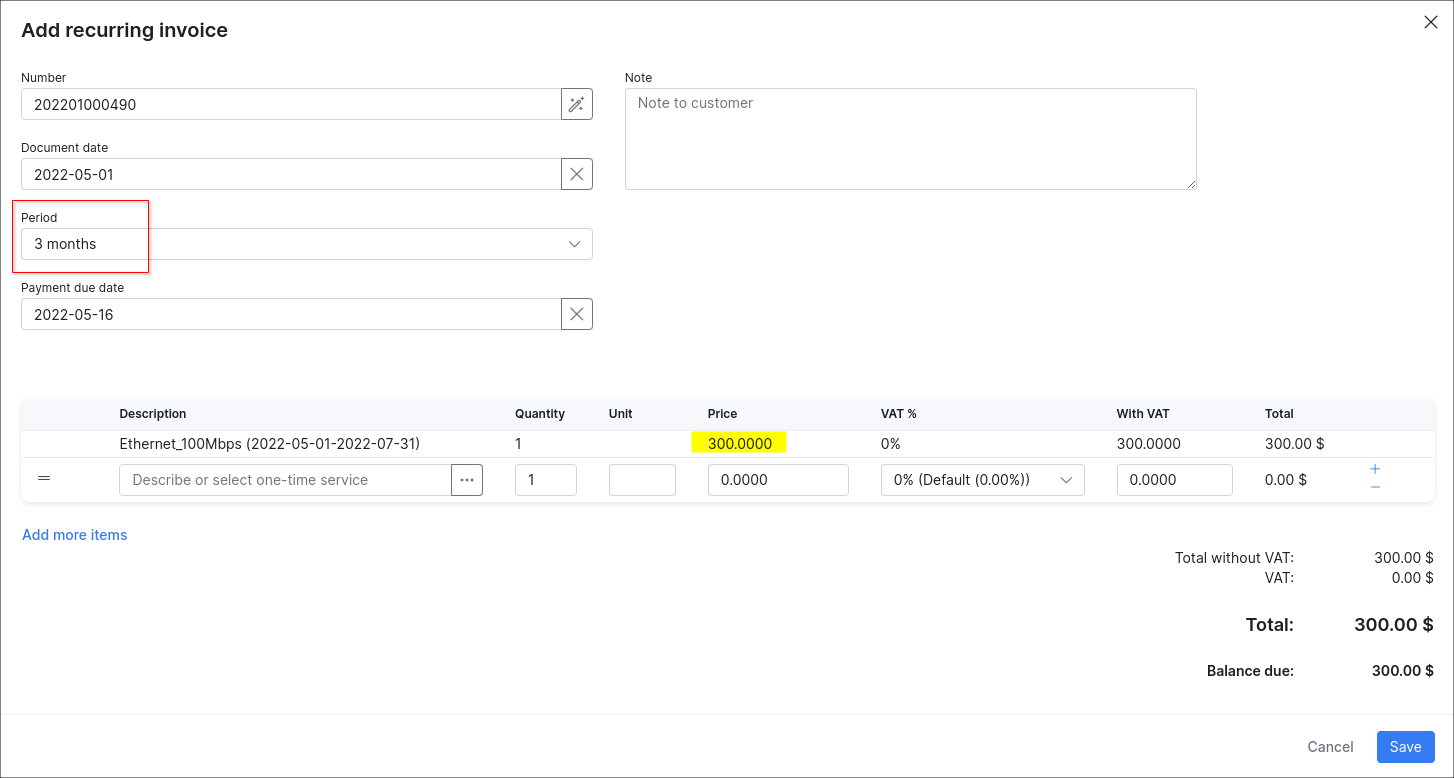 Add recurring invoice
Number
202201000490
Document date
2022-05-01
Period
3 months
Payment due date
2022-05-16
Note
Note to customer
Description Quantity Unit Price VAT % With VAT Total
Ethernet_100Mbps (2022-05-01-2022-07-31) 1 300.0000 0% 300.0000 300.00 $
Describe or select one-time service 1 0.0000 0% (Default (0.00%)) 0.0000 0.00 $
Add more items
Total without VAT: 300.00 $
VAT: 0.00 $
Total: 300.00 $
Balance due: 300.00 $
Cancel Save